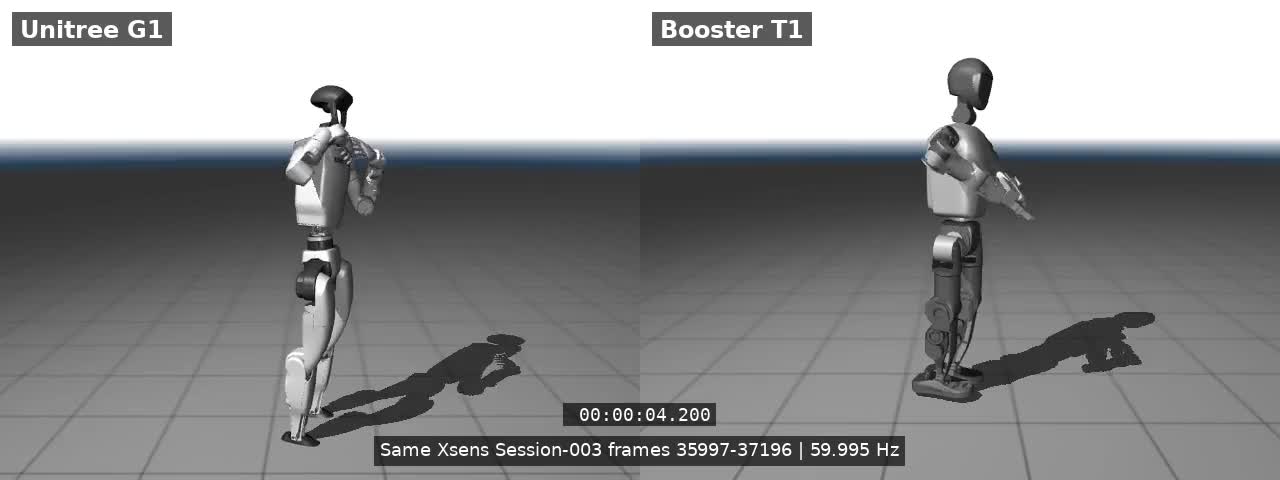 Unitree G1
Booster T1
00:00:04.200
Same Xsens Session-003 frames 35997-37196 | 59.995 Hz